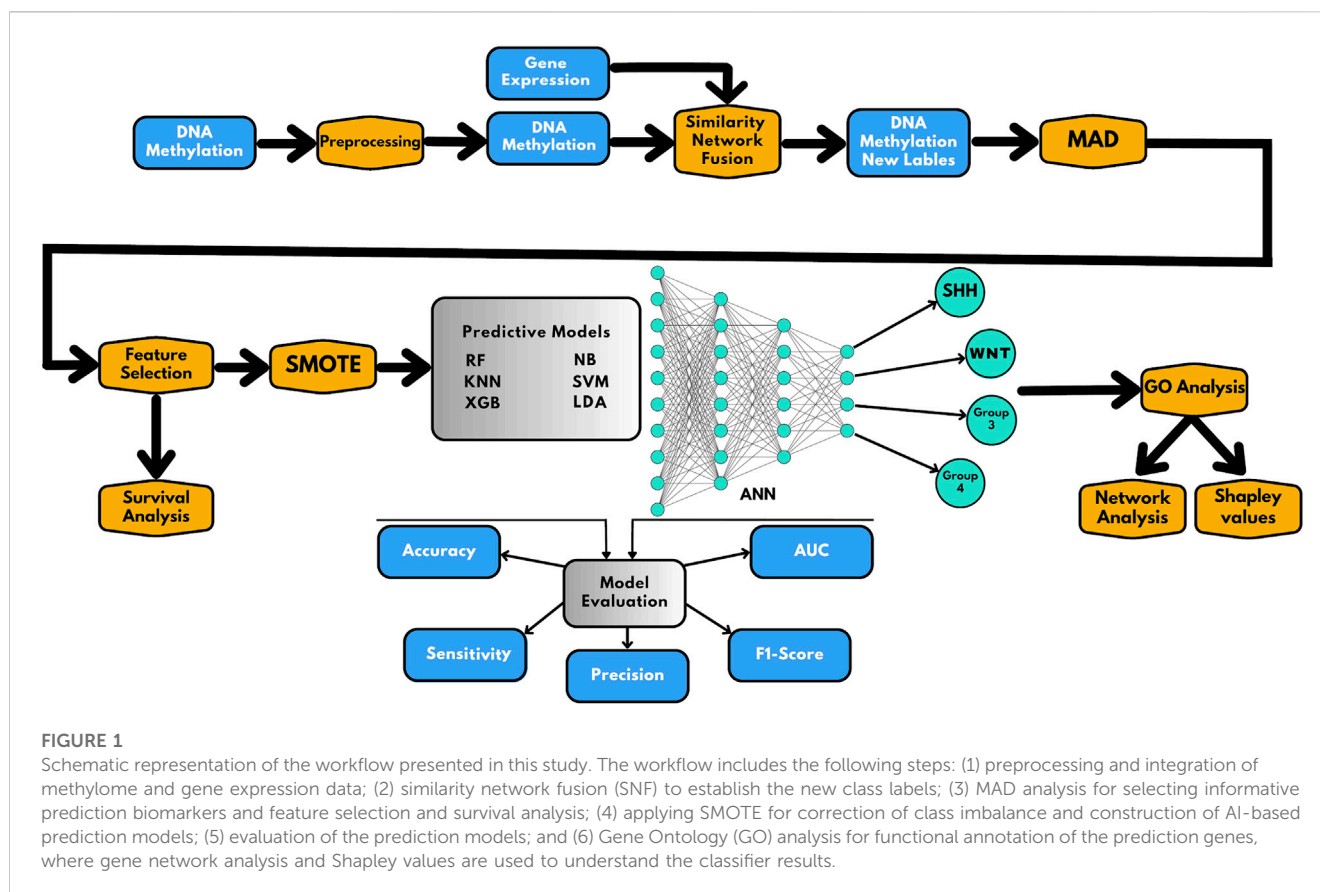 Gene
Expression
DNA
Methylation
Preprocessing
DNA
Methylation
Similarity
Network
Fusion
DNA
Methylation
New Lables
MAD
Feature
Selection
SMOTE
Survival
Analysis
Predictive Models
RF NB
KNN SVM
XGB LDA
ANN
SHH
WNT
Group
3
Group
4
GO Analysis
Network
Analysis
Shapley
values
Accuracy
AUC
Model
Evaluation
Sensitivity
Precision
F1-Score
FIGURE 1
Schematic representation of the workflow presented in this study. The workflow includes the following steps: (1) preprocessing and integration of
methylome and gene expression data; (2) similarity network fusion (SNF) to establish the new class labels; (3) MAD analysis for selecting informative
prediction biomarkers and feature selection and survival analysis; (4) applying SMOTE for correction of class imbalance and construction of AI-based
prediction models; (5) evaluation of the prediction models; and (6) Gene Ontology (GO) analysis for functional annotation of the prediction genes,
where gene network analysis and Shapley values are used to understand the classifier results.